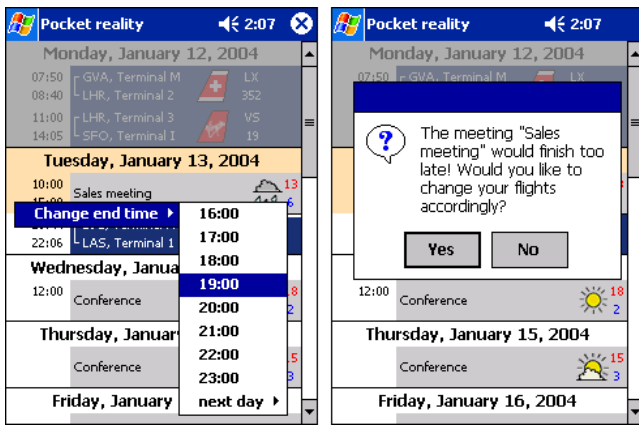 Pocket reality 2:07
Monday, January 12, 2004
07:50 GVA, Terminal M LX
08:40 LHR, Terminal 2 352
11:00 LHR, Terminal 3 VS
14:05 SFO, Terminal I 19
Tuesday, January 13, 2004
10:00 Sales meeting 13
6
Change end time
22:06 LAS, Terminal 1
16:00
17:00
18:00
19:00
20:00
21:00
22:00
23:00
next day
Wednesday, Janua
12:00 Conference 8
2
Thursday, Januar
Conference 5
3
Friday, January
Pocket reality 2:07
Monday, January 12, 2004
07:50 GVA, Terminal M LX
The meeting "Sales
meeting" would finish too
late! Would you like to
change your flights
accordingly?
Yes No
12:00 Conference 18
2
Thursday, January 15, 2004
Conference 15
3
Friday, January 16, 2004